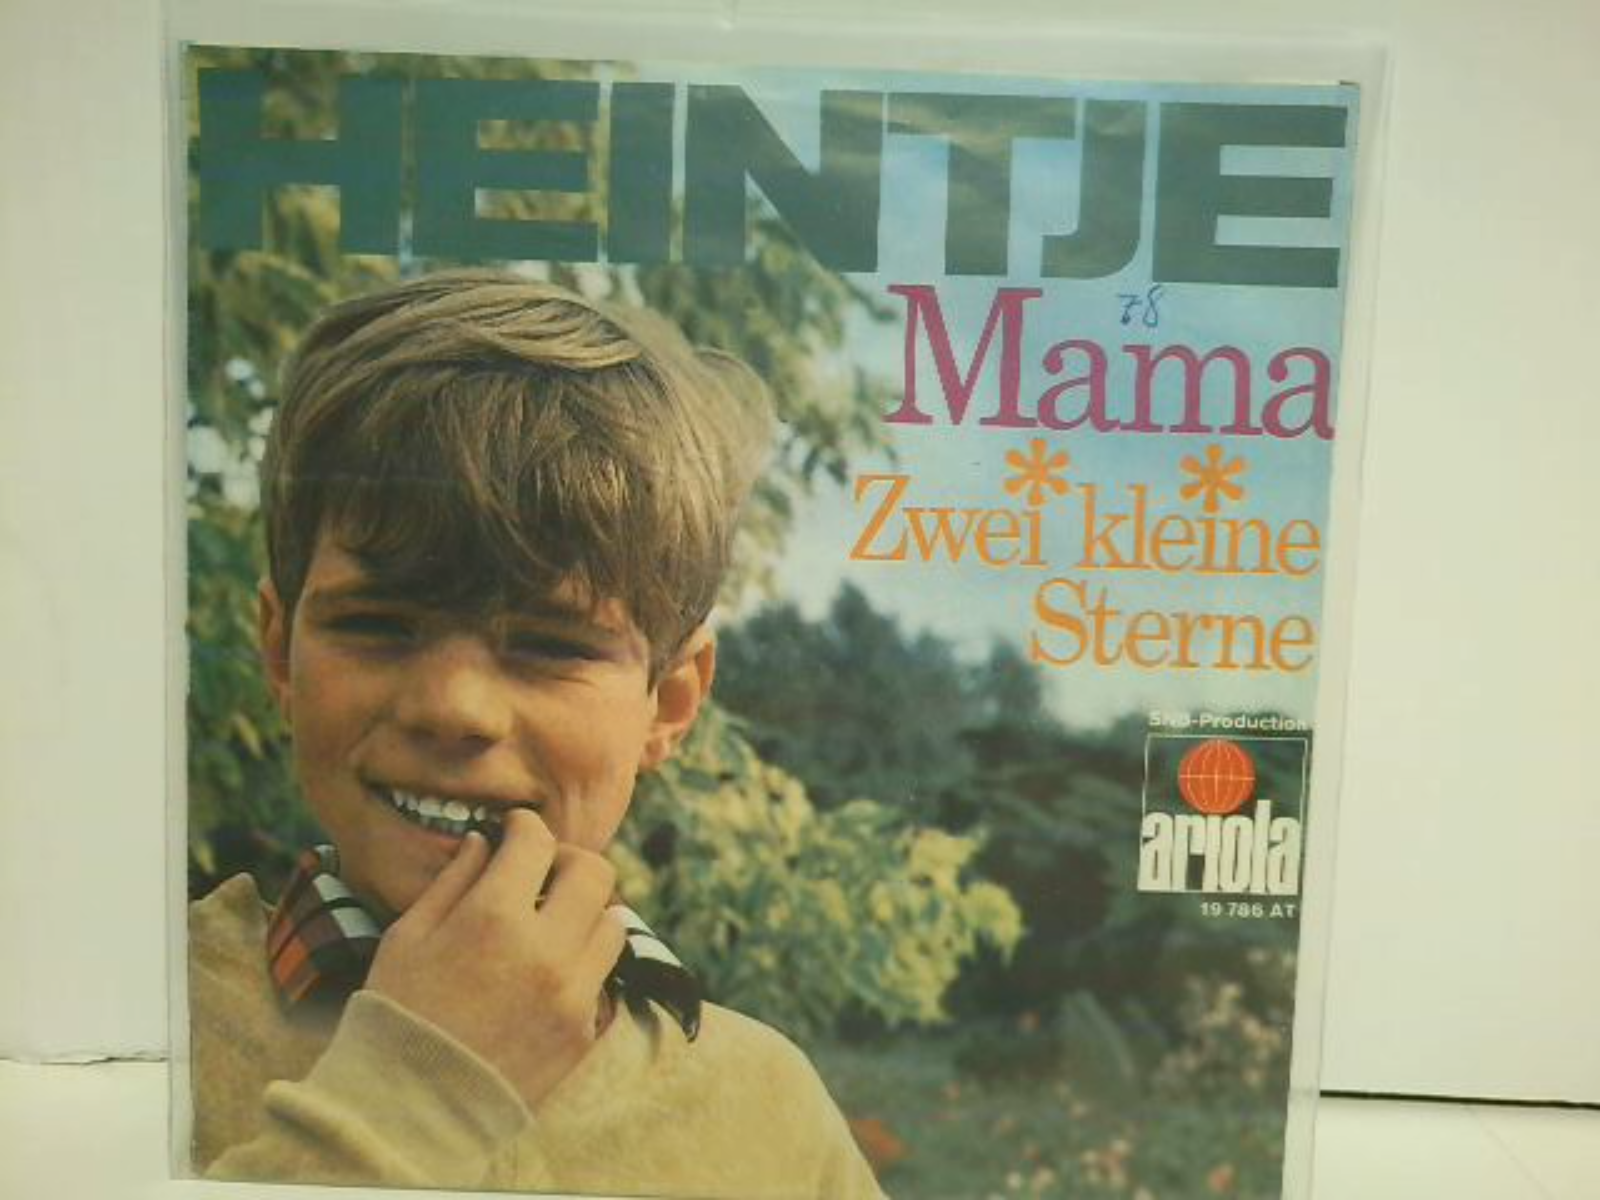 HEINTJE
78
Mama
Zwei kleine
Sterne
SNB-Production
ariola
19 786 AT